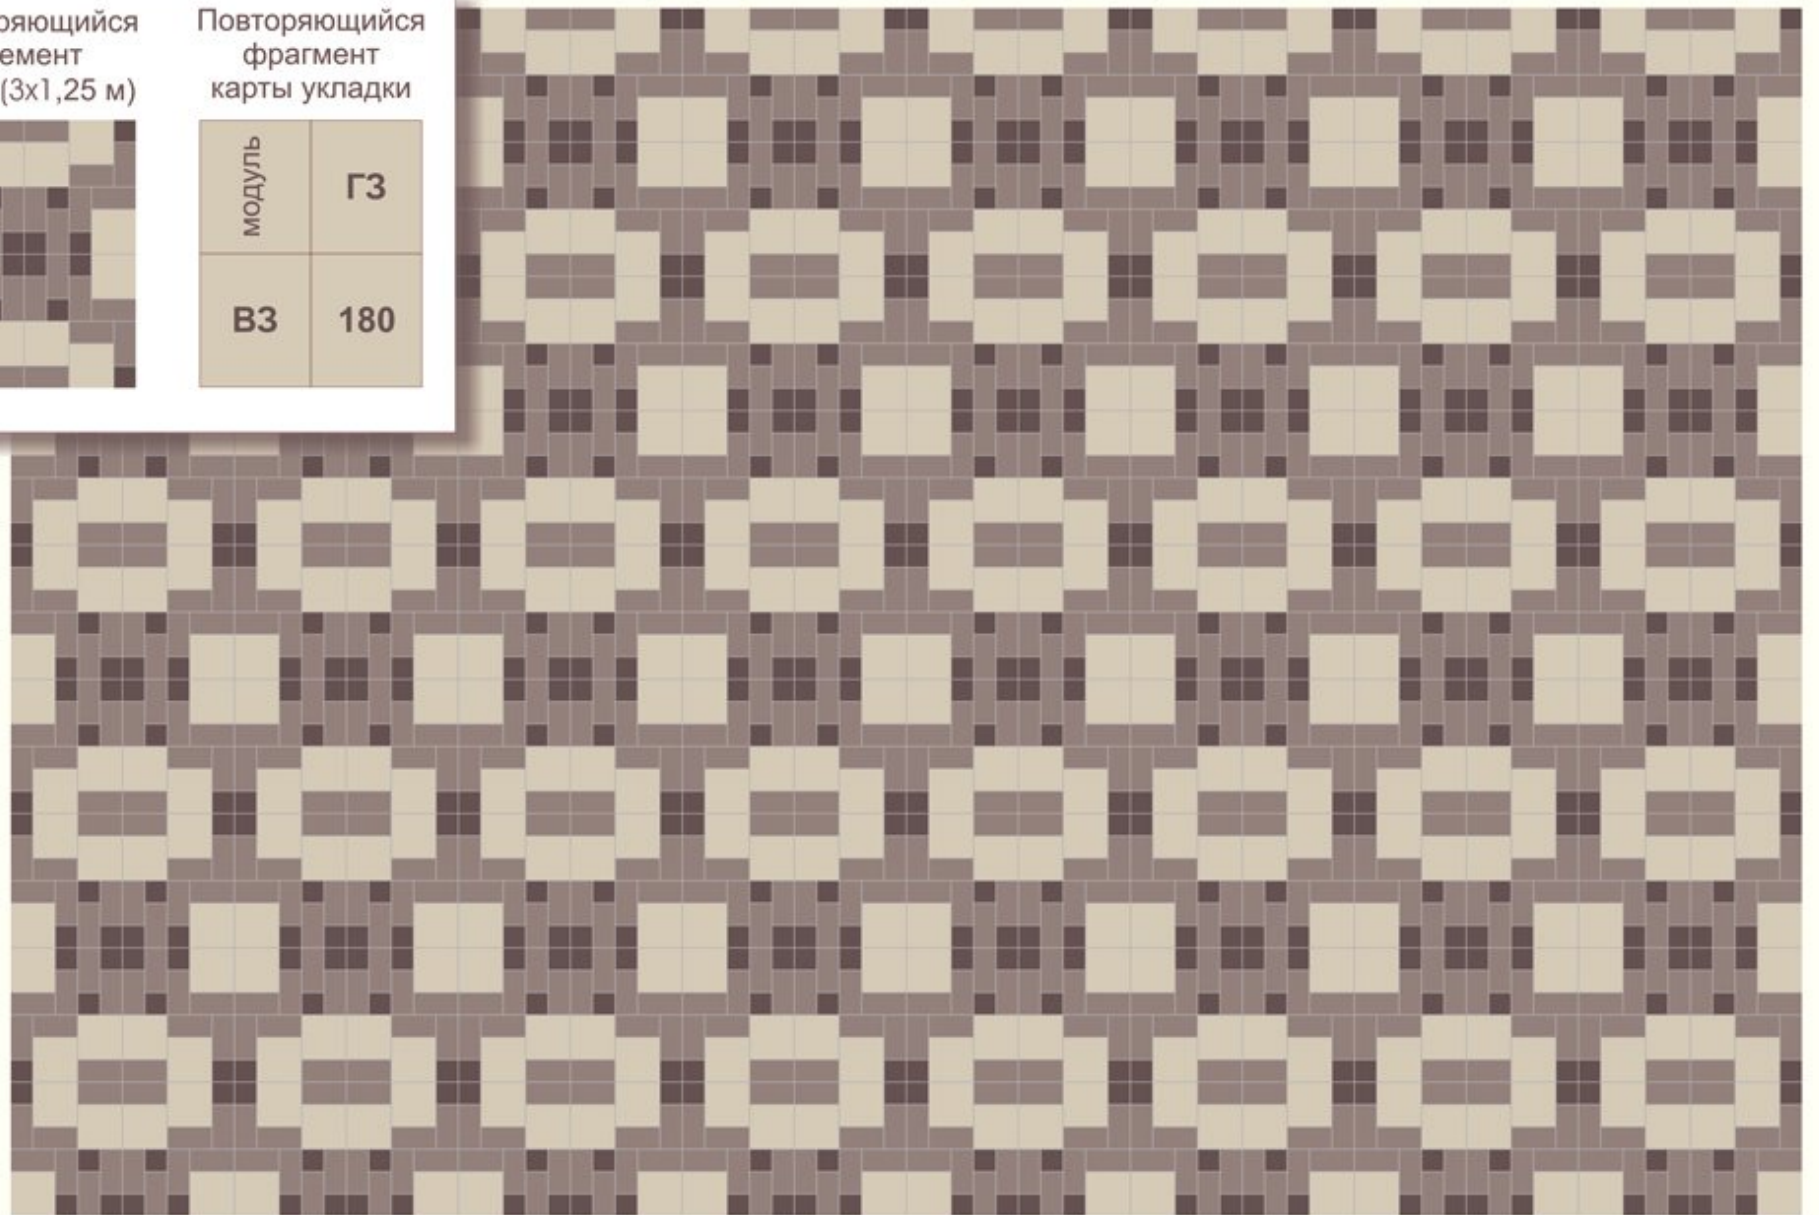 ряющийся
емент
(3х1,25 м)
Повторяющийся
фрагмент
карты укладки
модуль
Г3
В3
180